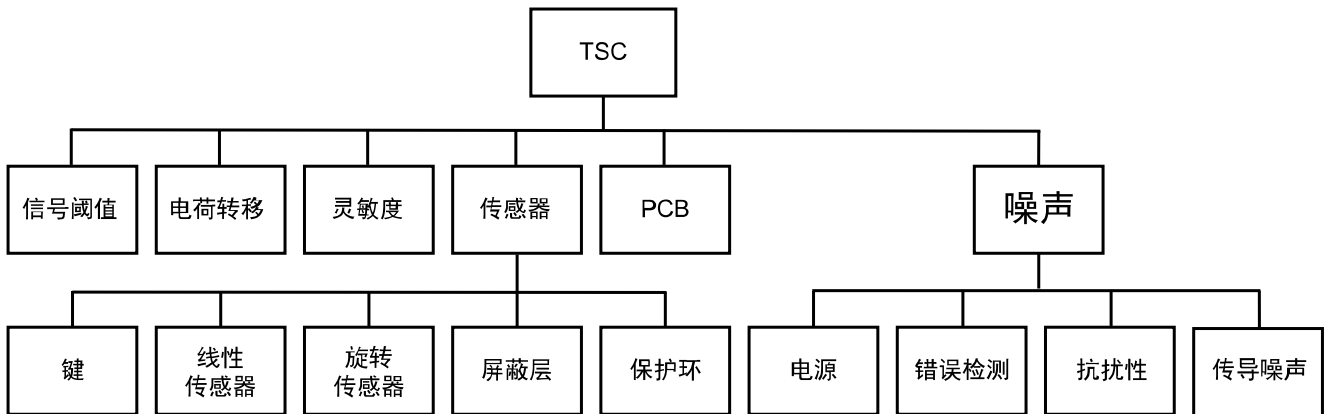 TSC
信号阈值
电荷转移
灵敏度
传感器
PCB
噪声
键
线性
传感器
旋转
传感器
屏蔽层
保护环
电源
错误检测
抗扰性
传导噪声